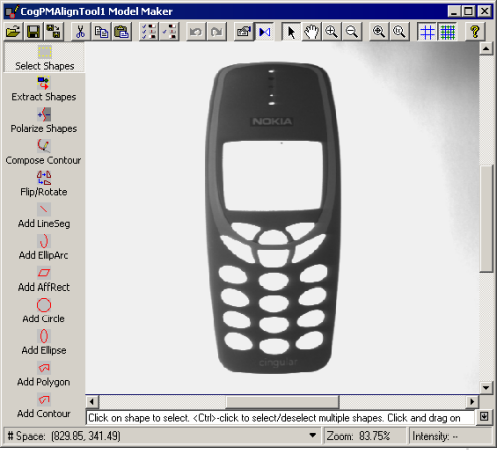 CogPMAlignTool1 Model Maker
Select Shapes
Extract Shapes
Polarize Shapes
Compose Contour
Flip/Rotate
Add LineSeg
Add EllipArc
Add AffRect
Add Circle
Add Ellipse
Add Polygon
Add Contour
NOKIA
cingular
Click on shape to select. <Ctrl>-click to select/deselect multiple shapes. Click and drag on
# Space: (829.85, 341.49)
Zoom: 83.75%
Intensity: --